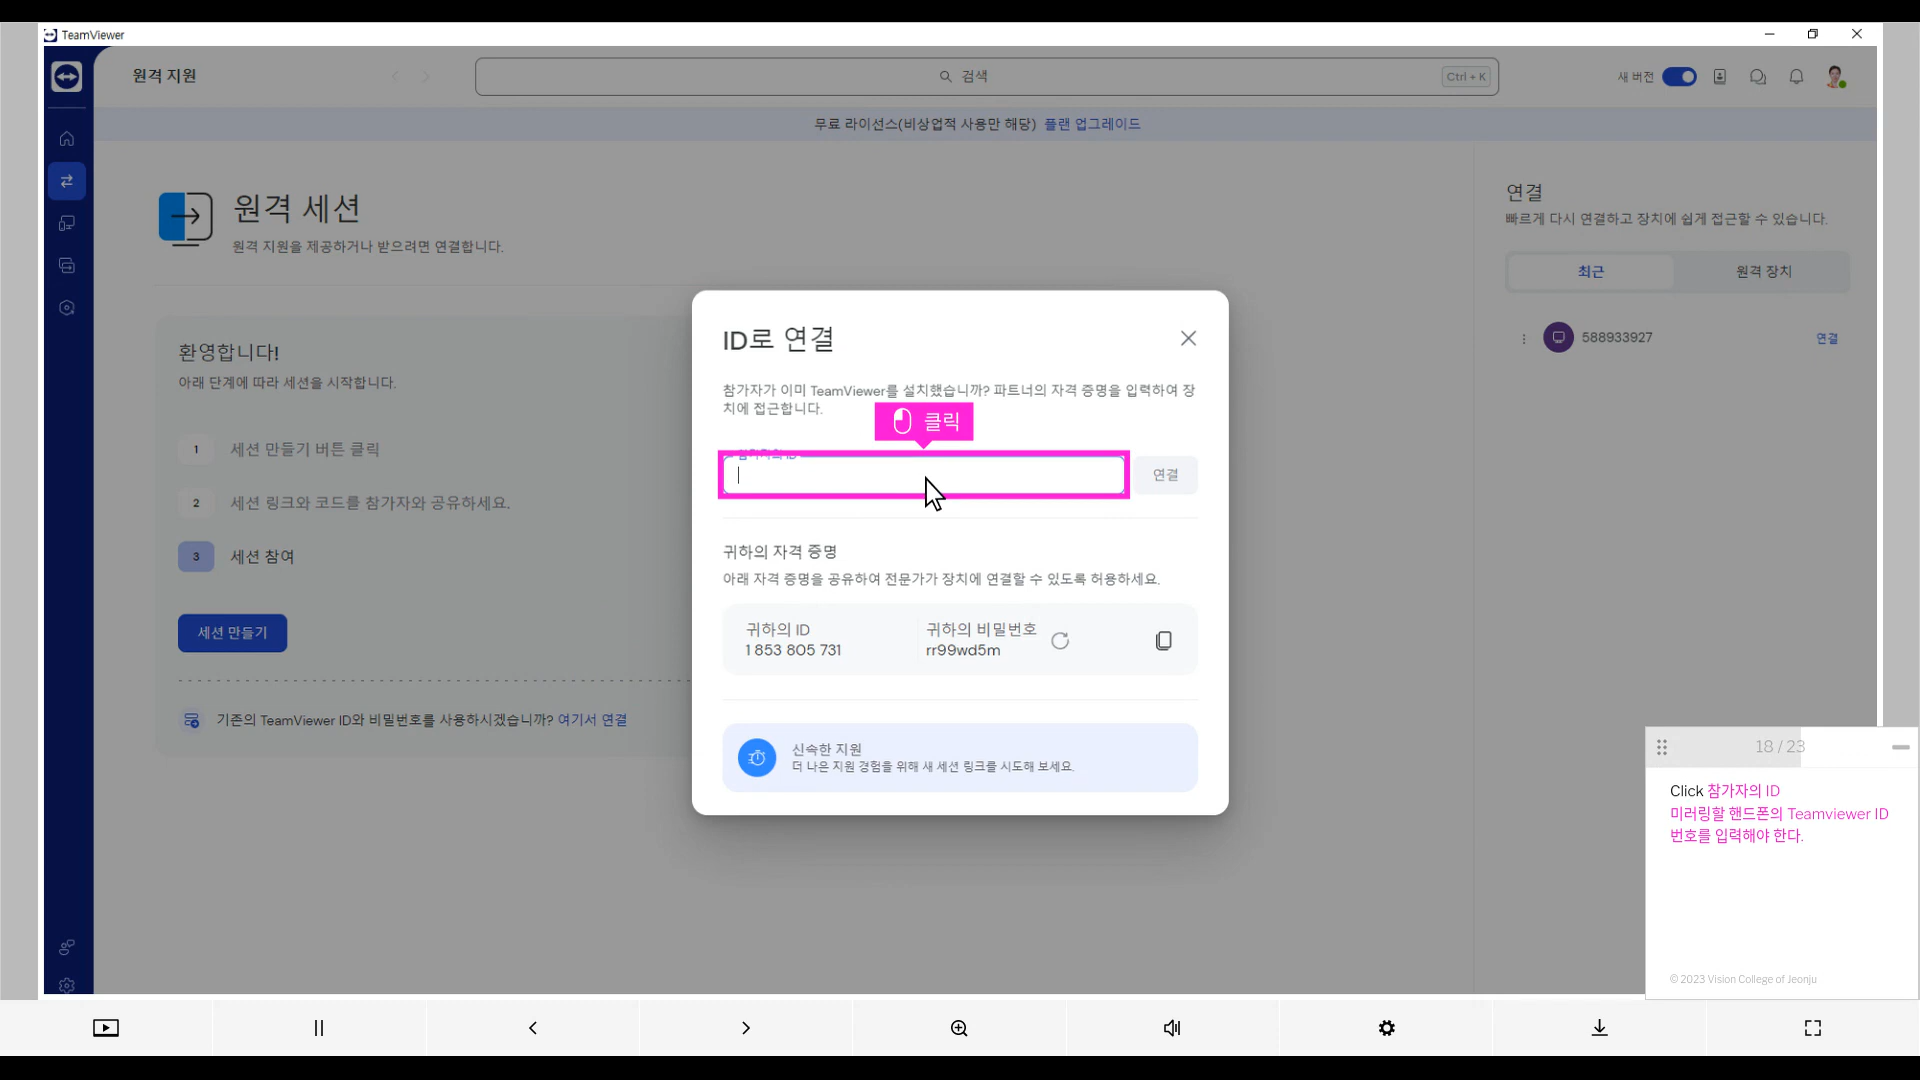 TeamViewer
원격 지원
검색
Ctrl + K
새 버전
무료 라이선스(비상업적 사용만 해당) 플랜 업그레이드
원격 세션
원격 지원을 제공하거나 받으려면 연결합니다.
환영합니다!
아래 단계에 따라 세션을 시작합니다.
1 세션 만들기 버튼 클릭
2 세션 링크와 코드를 참가자와 공유하세요.
3 세션 참여
세션 만들기
기존의 TeamViewer ID와 비밀번호를 사용하시겠습니까? 여기서 연결
ID로 연결
참가자가 이미 TeamViewer를 설치했습니까? 파트너의 자격 증명을 입력하여 장
치에 접근합니다.
클릭
참가자의 ID
연결
귀하의 자격 증명
아래 자격 증명을 공유하여 전문가가 장치에 연결할 수 있도록 허용하세요.
귀하의 ID
1 853 805 731
귀하의 비밀번호
rr99wd5m
신속한 지원
더 나은 지원 경험을 위해 새 세션 링크를 시도해 보세요.
연결
빠르게 다시 연결하고 장치에 쉽게 접근할 수 있습니다.
최근
원격 장치
588933927
연결
18 / 23
Click 참가자의 ID
미러링할 핸드폰의 Teamviewer ID
번호를 입력해야 한다.
© 2023 Vision College of Jeonju